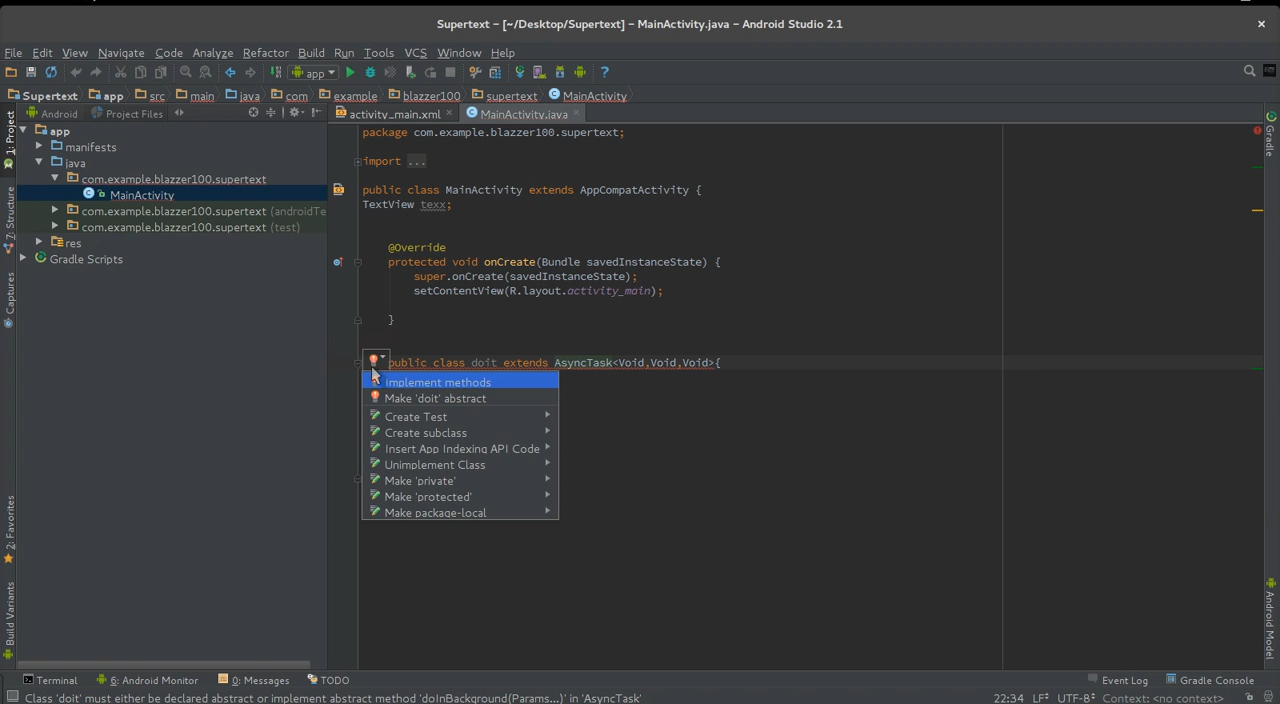 Supertext – [~/Desktop/Supertext] – MainActivity.java – Android Studio 2.1
File Edit View Navigate Code Analyze Refactor Build Run Tools VCS Window Help
app
Supertext app src main java com example blazzer100 supertext MainActivity
Android Project Files
activity_main.xml MainActivity.java
1: Project
7: Structure
Captures
2: Favorites
Build Variants
app
manifests
java
com.example.blazzer100.supertext
MainActivity
com.example.blazzer100.supertext (androidTe
com.example.blazzer100.supertext (test)
res
Gradle Scripts
package com.example.blazzer100.supertext;
import ...
public class MainActivity extends AppCompatActivity {
TextView texx;
@Override
protected void onCreate(Bundle savedInstanceState) {
super.onCreate(savedInstanceState);
setContentView(R.layout.activity_main);
}
public class doit extends AsyncTask<Void,Void,Void>{
Implement methods
Make 'doit' abstract
Create Test
Create subclass
Insert App Indexing API Code
Unimplement Class
Make 'private'
Make 'protected'
Make package-local
Gradle
Android Model
Terminal 6: Android Monitor 0: Messages TODO Event Log Gradle Console
Class 'doit' must either be declared abstract or implement abstract method 'doInBackground(Params...)' in 'AsyncTask' 22:34 LF UTF-8 Context: <no context>